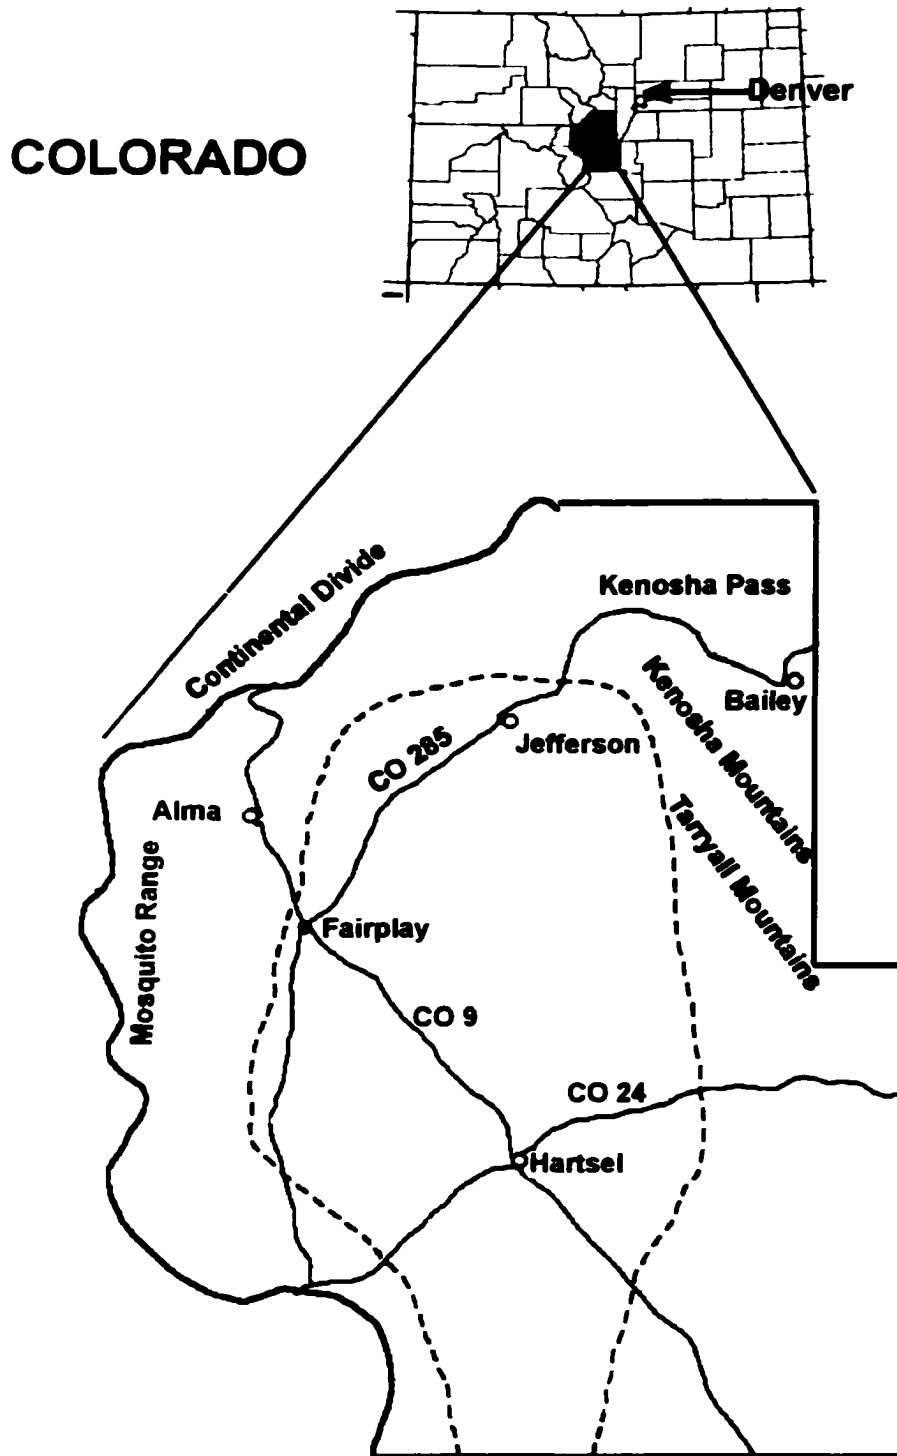 Denver
COLORADO
Continental Divide
Kenosha Pass
Kenosha Mountains
Bailey
Jefferson
CO 285
Alma
Tarryall Mountains
Mosquito Range
Fairplay
CO 9
CO 24
Hartsel